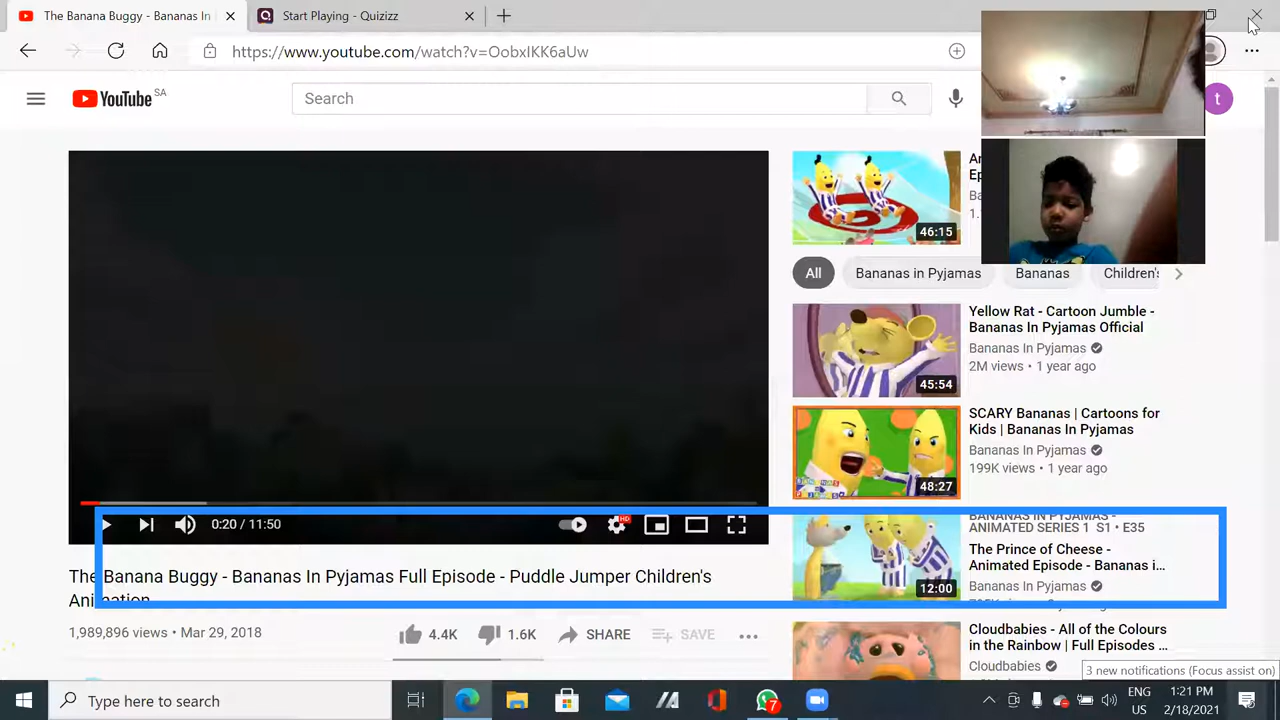 The Banana Buggy - Bananas In
Start Playing - Quizizz
https://www.youtube.com/watch?v=OobxIKK6aUw
YouTube SA
Search
t
46:15
All
Bananas in Pyjamas
Bananas
Children's
Yellow Rat - Cartoon Jumble -
Bananas In Pyjamas Official
Bananas In Pyjamas
2M views • 1 year ago
45:54
SCARY Bananas | Cartoons for
Kids | Bananas In Pyjamas
Bananas In Pyjamas
199K views • 1 year ago
48:27
0:20 / 11:50
HD
BANANAS IN PYJAMAS -
ANIMATED SERIES 1 S1 • E35
The Prince of Cheese -
Animated Episode - Bananas i...
Bananas In Pyjamas
12:00
The Banana Buggy - Bananas In Pyjamas Full Episode - Puddle Jumper Children's
Animation
1,989,896 views • Mar 29, 2018
4.4K
1.6K
SHARE
SAVE
Cloudbabies - All of the Colours
in the Rainbow | Full Episodes ...
Cloudbabies
3 new notifications (Focus assist on)
Type here to search
7
ENG
US
1:21 PM
2/18/2021